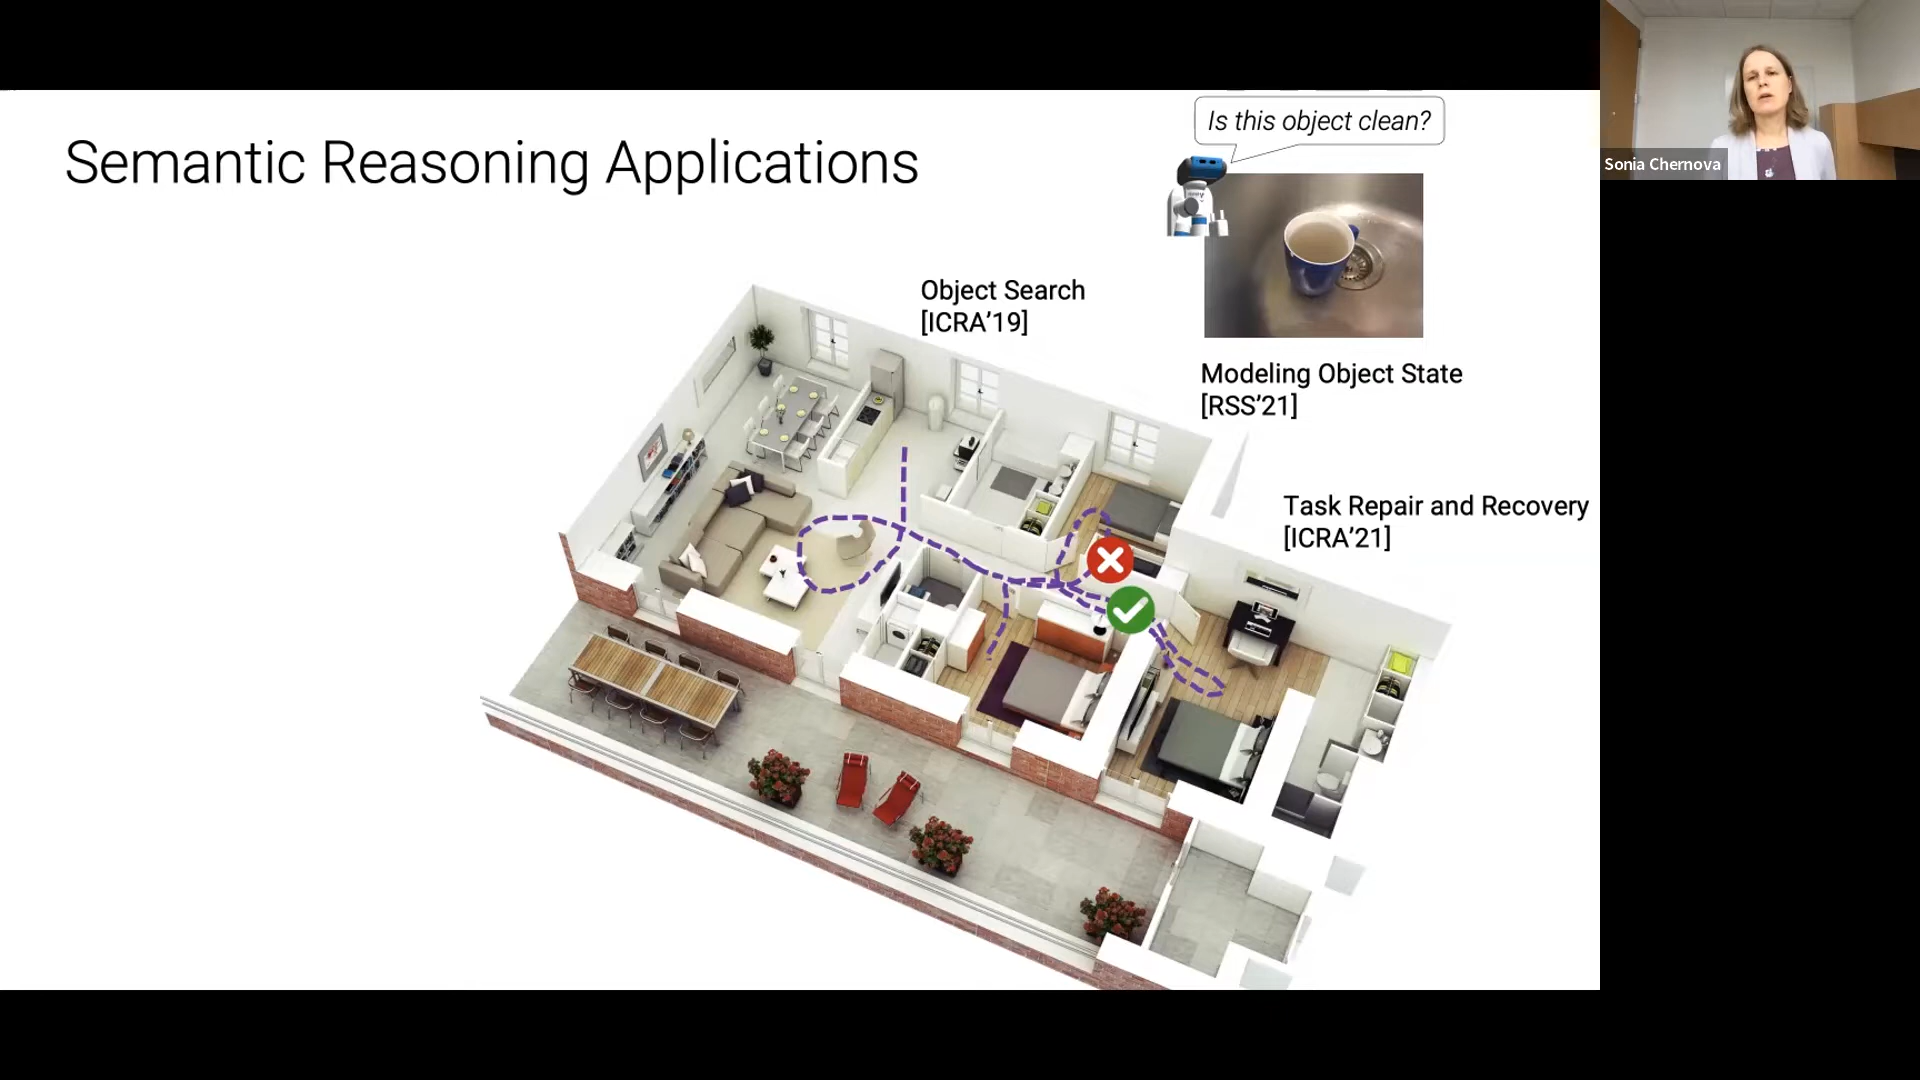 Semantic Reasoning Applications
Is this object clean?
Sonia Chernova
Object Search
[ICRA’19]
Modeling Object State
[RSS’21]
Task Repair and Recovery
[ICRA’21]